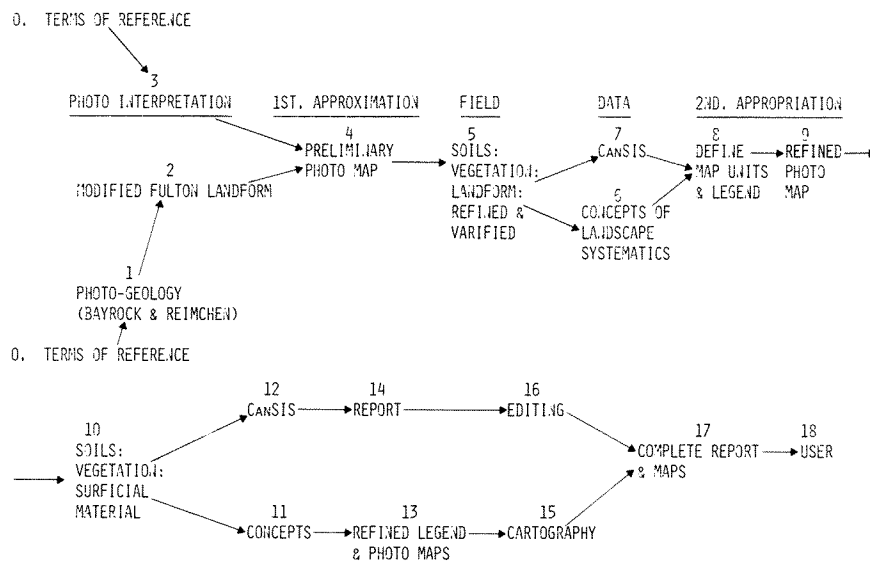 0. TERMS OF REFERENCE
3
PHOTO INTERPRETATION
1ST. APPROXIMATION
FIELD
DATA
2ND. APPROPRIATION
4
PRELIMINARY
PHOTO MAP
5
SOILS:
VEGETATION:
LANDFORM:
REFINED &
VARIFIED
7
CANSIS
8
DEFINE
MAP UNITS
& LEGEND
9
REFINED
PHOTO
MAP
2
MODIFIED FULTON LANDFORM
6
CONCEPTS OF
LANDSCAPE
SYSTEMATICS
1
PHOTO-GEOLOGY
(BAYROCK & REIMCHEN)
0. TERMS OF REFERENCE
12
CANSIS
14
REPORT
16
EDITING
10
SOILS:
VEGETATION:
SURFICIAL
MATERIAL
17
COMPLETE REPORT
& MAPS
18
USER
11
CONCEPTS
13
REFINED LEGEND
& PHOTO MAPS
15
CARTOGRAPHY